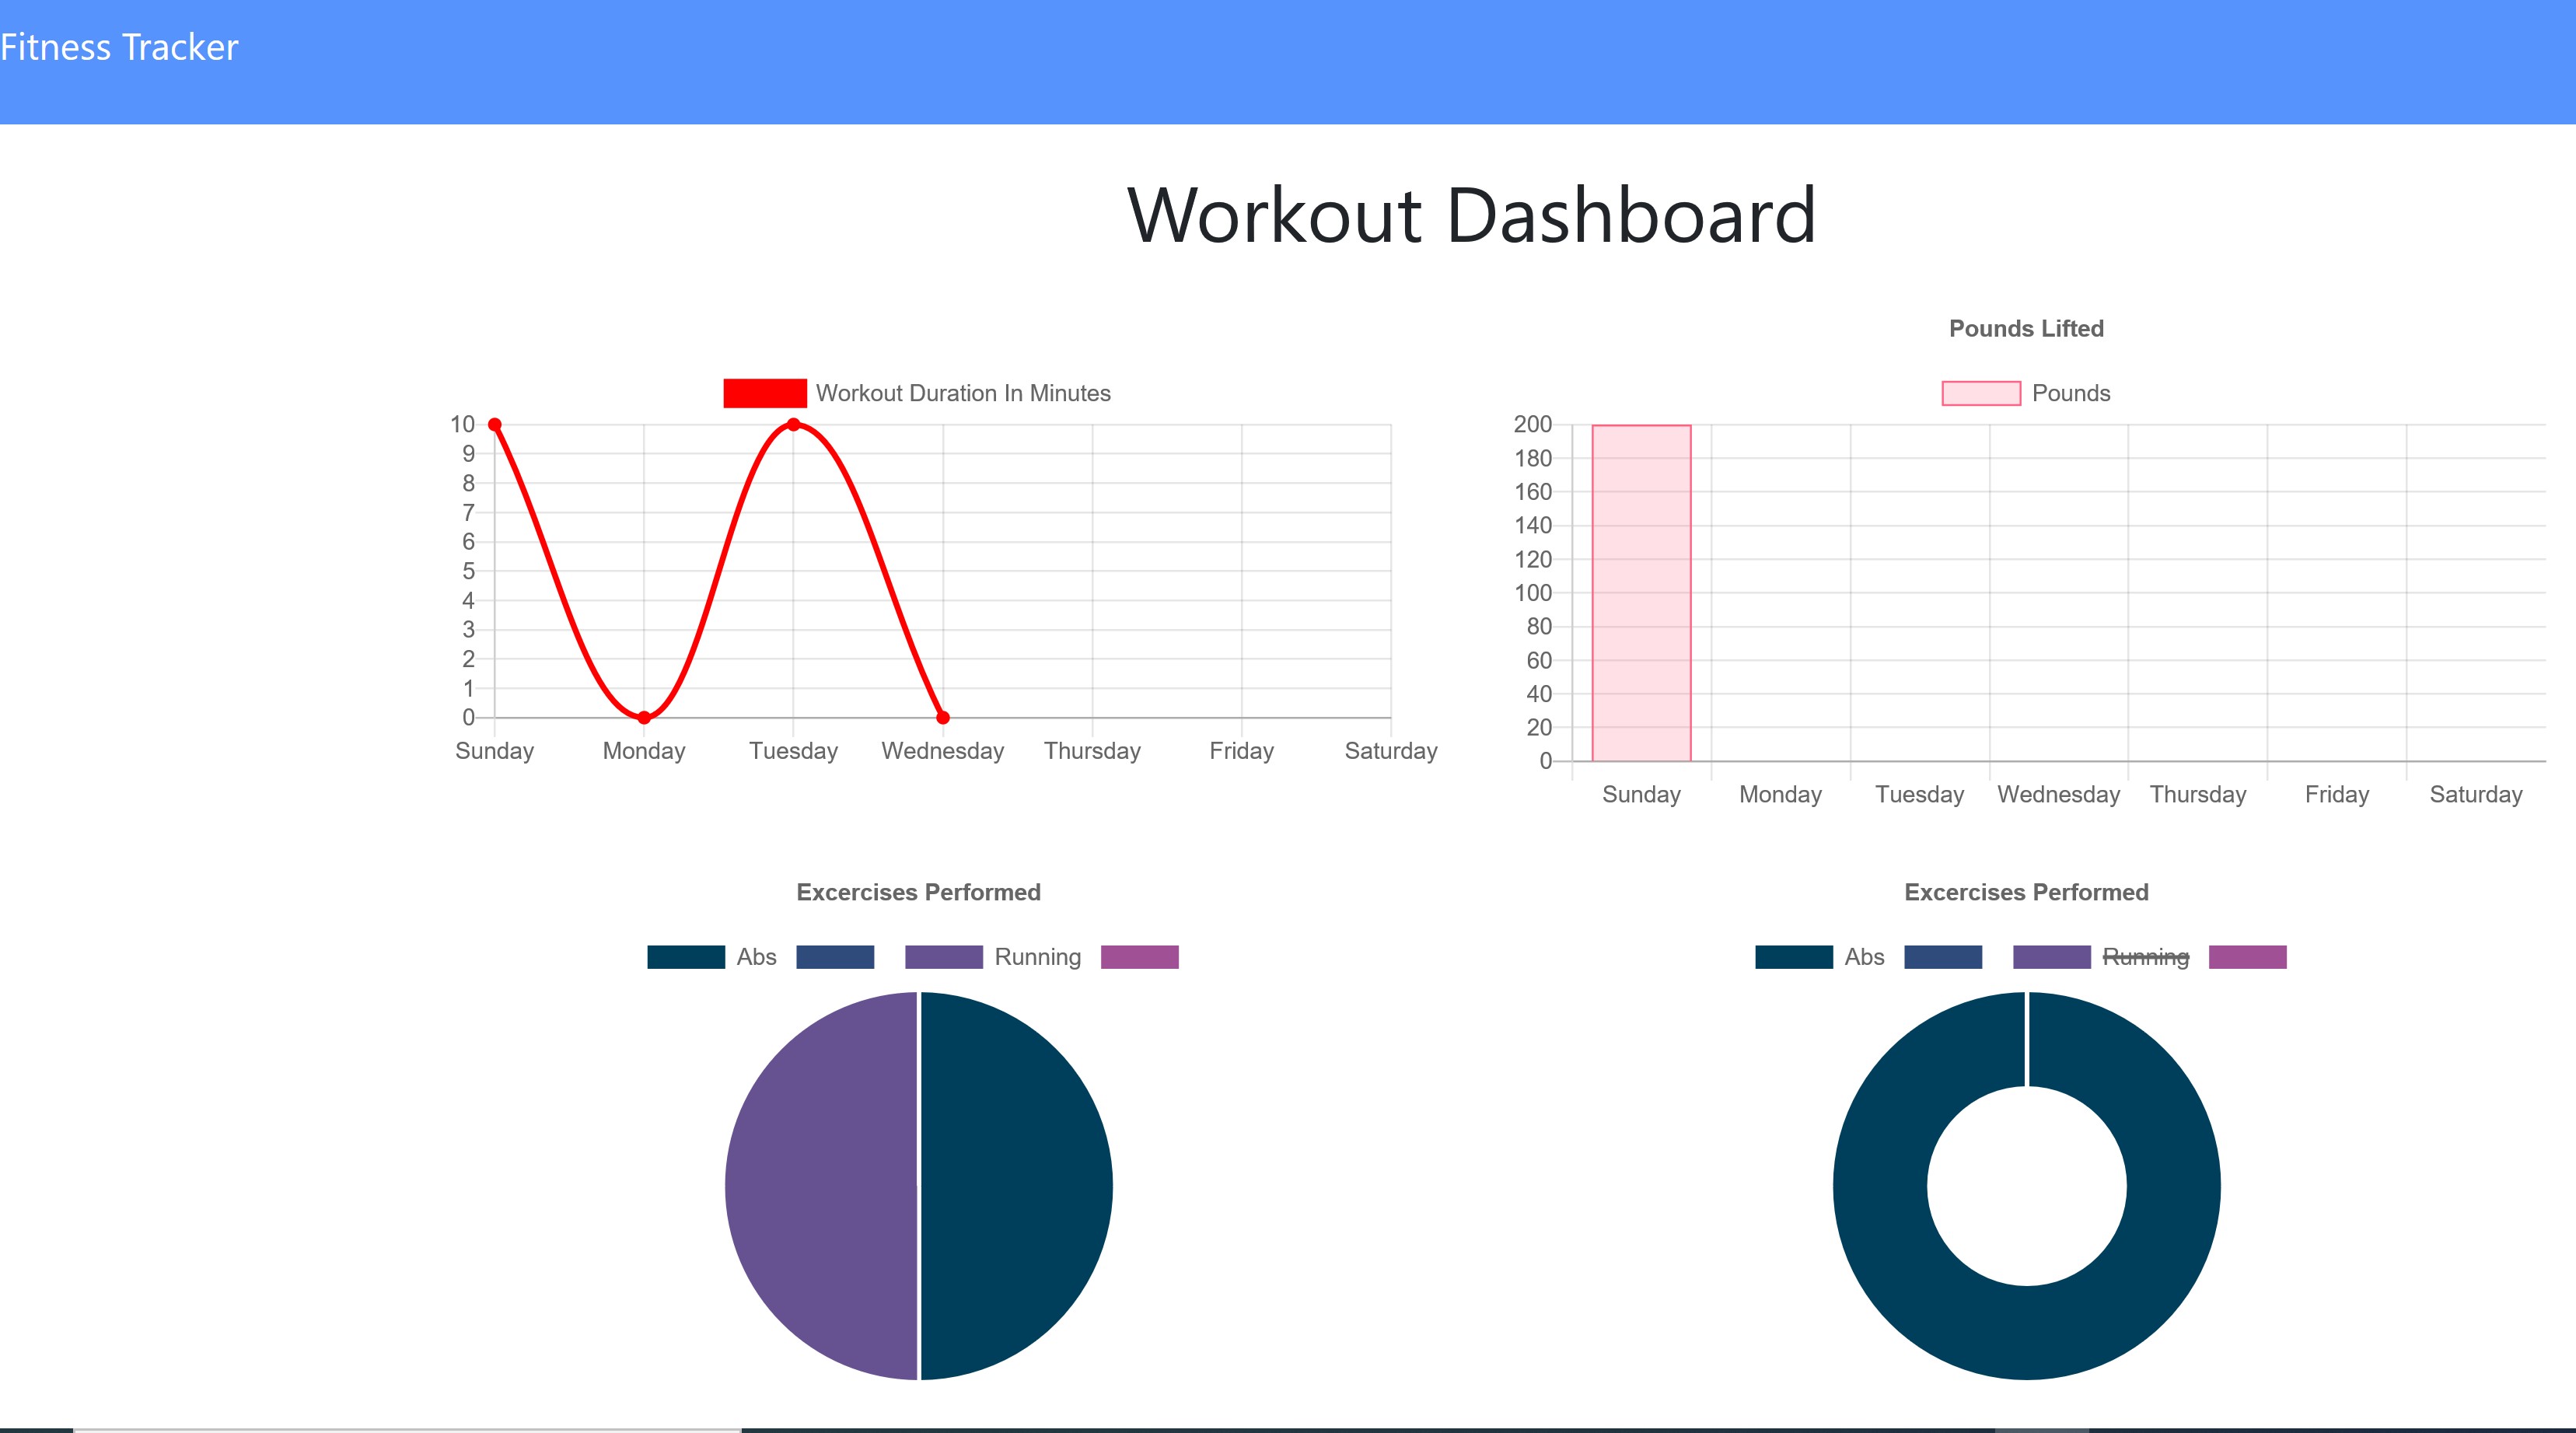 Fitness Tracker
Workout Dashboard
Workout Duration In Minutes
10
9
8
7
6
5
4
3
2
1
0
Sunday Monday Tuesday Wednesday Thursday Friday Saturday
Pounds Lifted
Pounds
200
180
160
140
120
100
80
60
40
20
0
Sunday Monday Tuesday Wednesday Thursday Friday Saturday
Excercises Performed
Abs Running
Excercises Performed
Abs Running